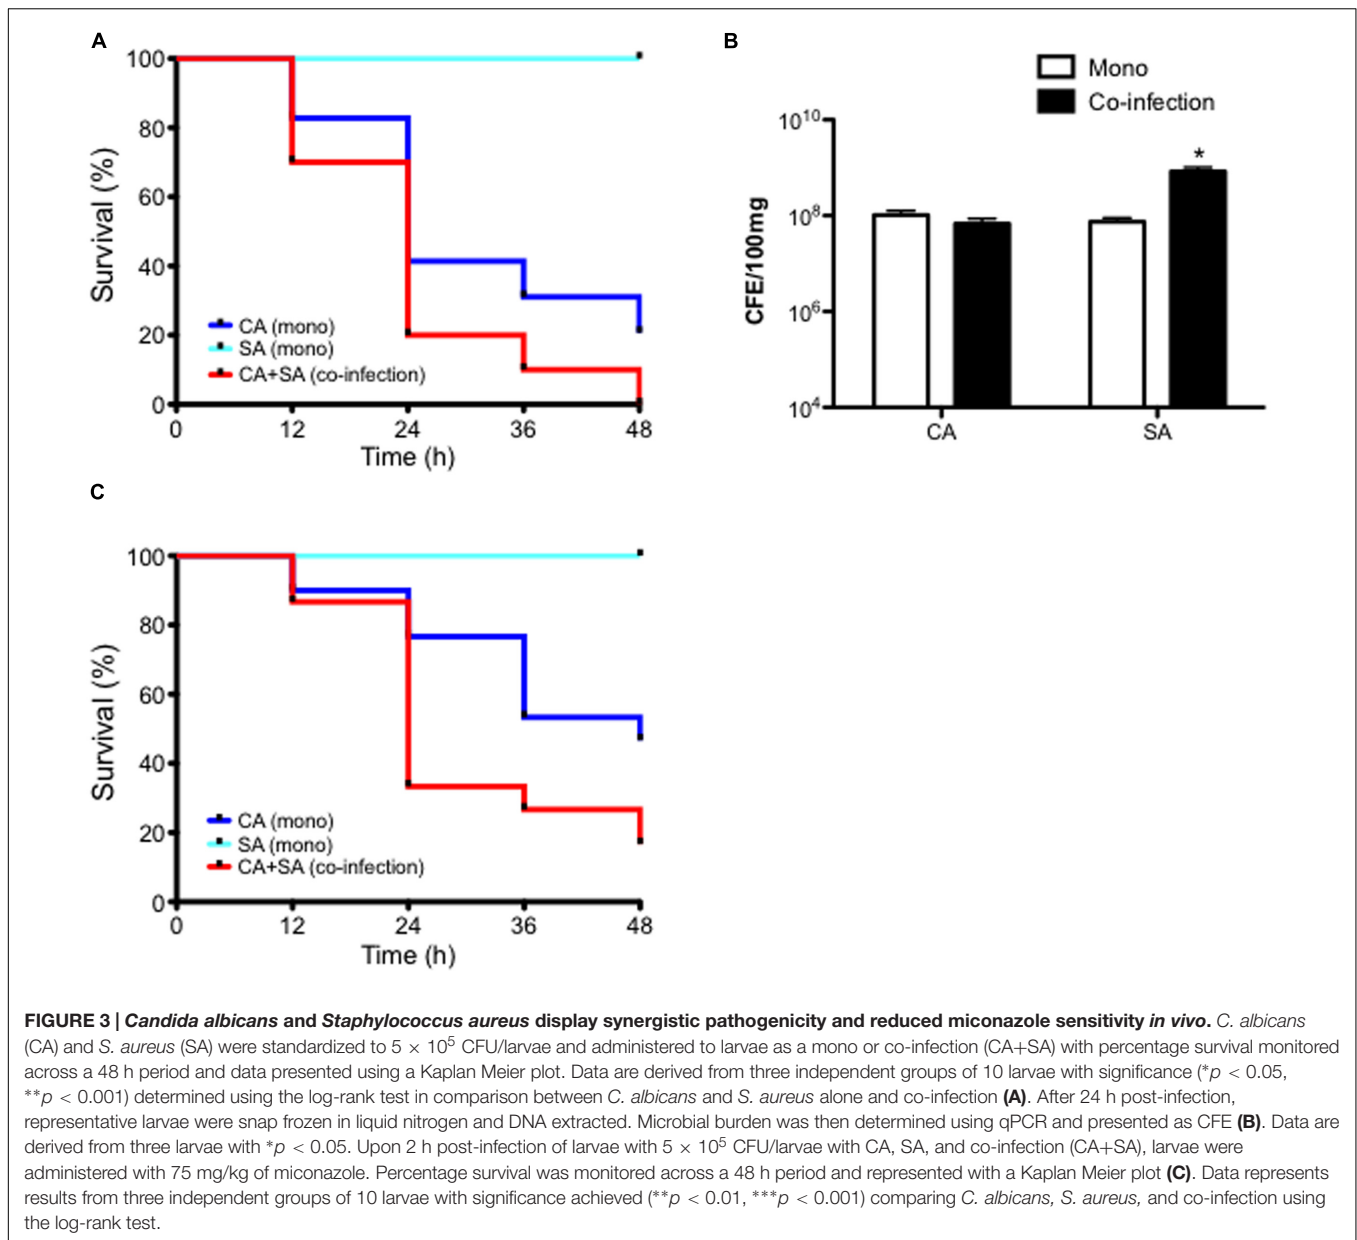 A
100
80
60
40
20
0
Survival (%)
CA (mono)
SA (mono)
CA+SA (co-infection)
0 12 24 36 48
Time (h)
B
Mono
Co-infection
10^10
10^8
10^6
10^4
CFE/100mg
*
CA SA
C
100
80
60
40
20
0
Survival (%)
CA (mono)
SA (mono)
CA+SA (co-infection)
0 12 24 36 48
Time (h)
FIGURE 3 | Candida albicans and Staphylococcus aureus display synergistic pathogenicity and reduced miconazole sensitivity in vivo. C. albicans
(CA) and S. aureus (SA) were standardized to 5 × 10^5 CFU/larvae and administered to larvae as a mono or co-infection (CA+SA) with percentage survival monitored
across a 48 h period and data presented using a Kaplan Meier plot. Data are derived from three independent groups of 10 larvae with significance (*p < 0.05,
**p < 0.001) determined using the log-rank test in comparison between C. albicans and S. aureus alone and co-infection (A). After 24 h post-infection,
representative larvae were snap frozen in liquid nitrogen and DNA extracted. Microbial burden was then determined using qPCR and presented as CFE (B). Data are
derived from three larvae with *p < 0.05. Upon 2 h post-infection of larvae with 5 × 10^5 CFU/larvae with CA, SA, and co-infection (CA+SA), larvae were
administered with 75 mg/kg of miconazole. Percentage survival was monitored across a 48 h period and represented with a Kaplan Meier plot (C). Data represents
results from three independent groups of 10 larvae with significance achieved (**p < 0.01, ***p < 0.001) comparing C. albicans, S. aureus, and co-infection using
the log-rank test.